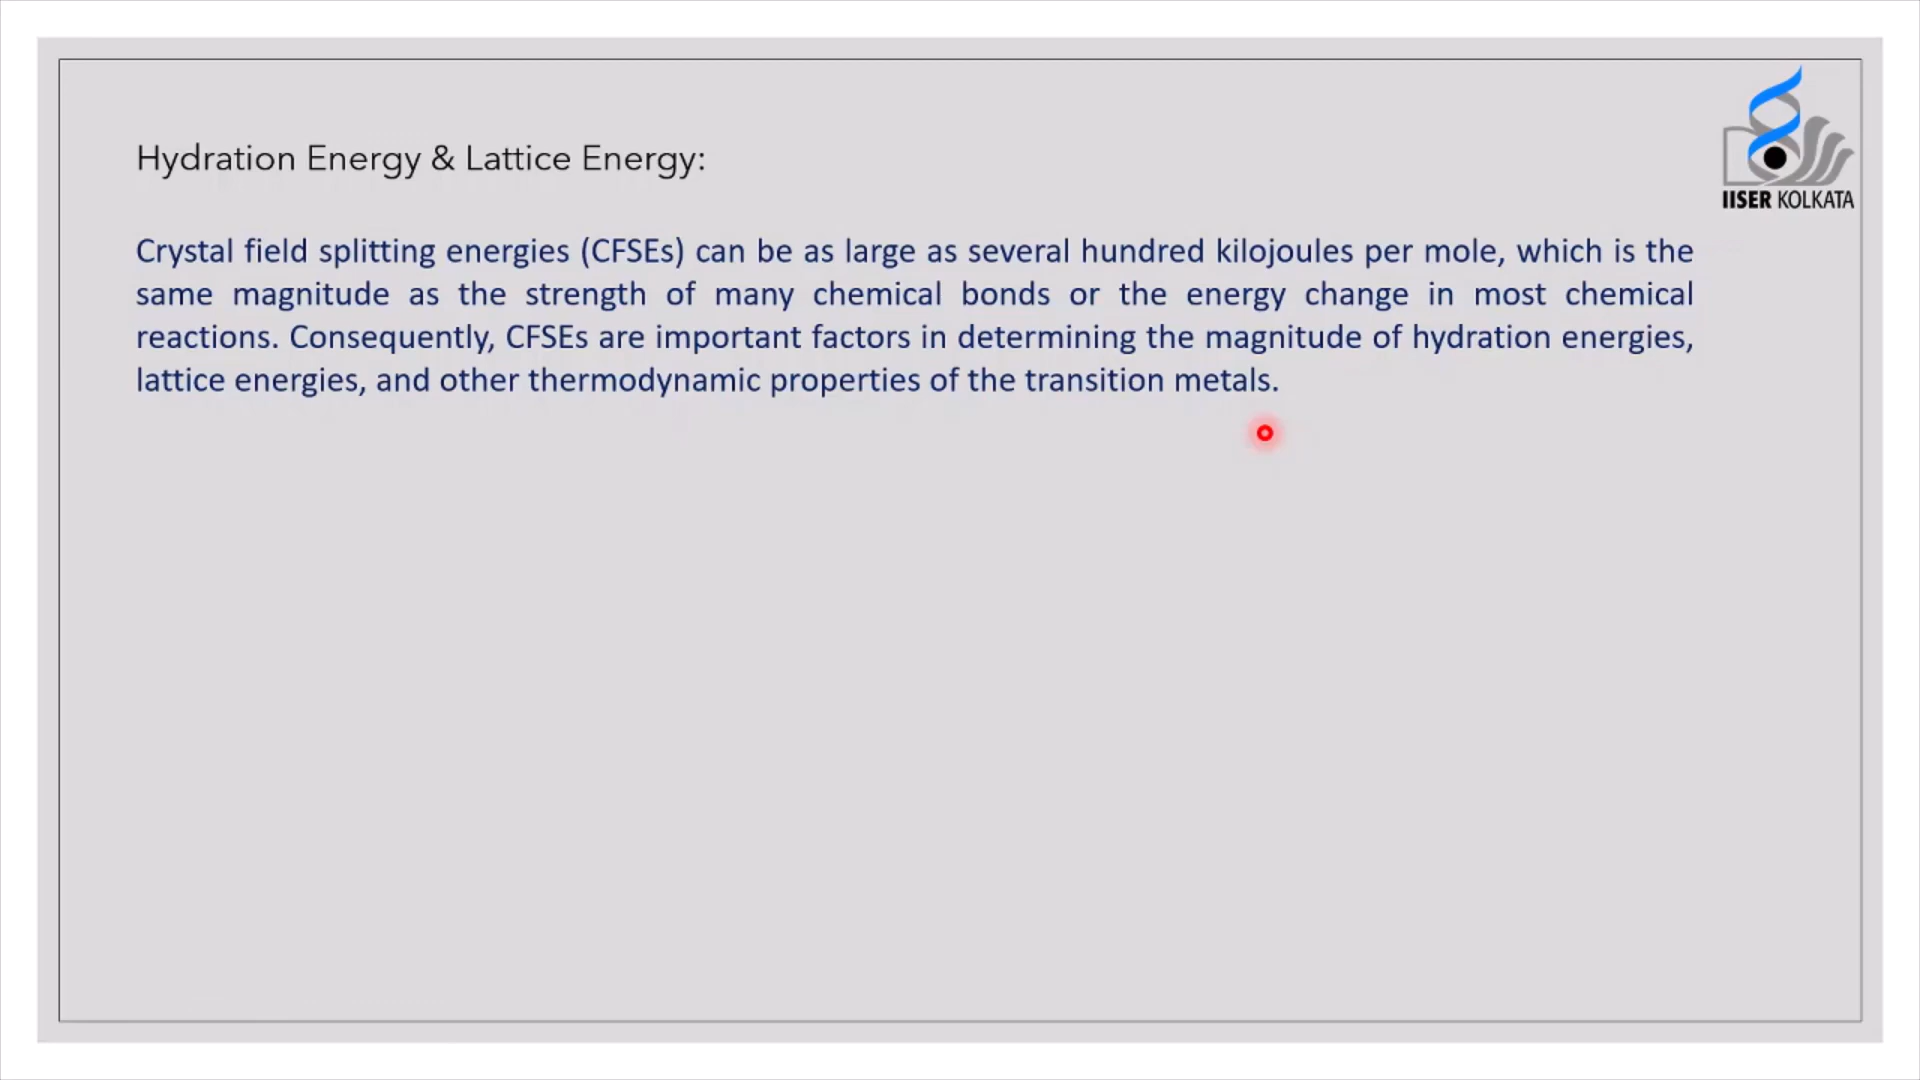 Hydration Energy & Lattice Energy:
IISER KOLKATA
Crystal field splitting energies (CFSEs) can be as large as several hundred kilojoules per mole, which is the
same magnitude as the strength of many chemical bonds or the energy change in most chemical
reactions. Consequently, CFSEs are important factors in determining the magnitude of hydration energies,
lattice energies, and other thermodynamic properties of the transition metals.